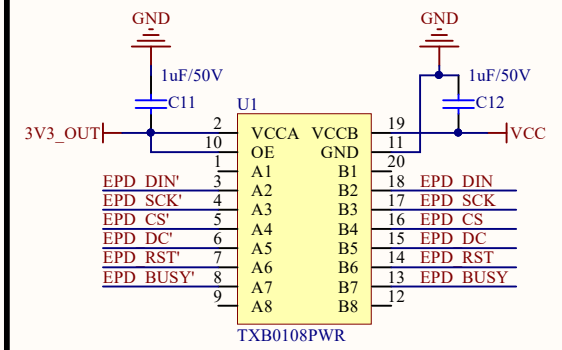 GND GND
1uF/50V 1uF/50V
C11 C12
U1
3V3_OUT 2 VCCA VCCB 19 VCC
10 OE GND 11
1 A1 B1 20
EPD_DIN' 3 A2 B2 18 EPD_DIN
EPD_SCK' 4 A3 B3 17 EPD_SCK
EPD_CS' 5 A4 B4 16 EPD_CS
EPD_DC' 6 A5 B5 15 EPD_DC
EPD_RST' 7 A6 B6 14 EPD_RST
EPD_BUSY' 8 A7 B7 13 EPD_BUSY
9 A8 B8 12
TXB0108PWR